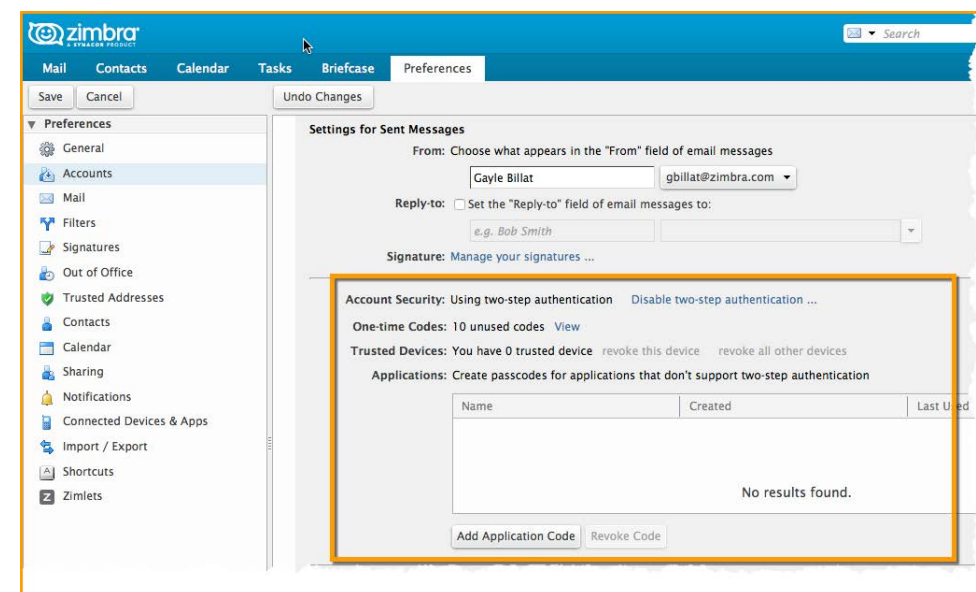 zimbra
A SYNACOR PRODUCT
Search
Mail Contacts Calendar Tasks Briefcase Preferences
Save Cancel Undo Changes
Preferences
General
Accounts
Mail
Filters
Signatures
Out of Office
Trusted Addresses
Contacts
Calendar
Sharing
Notifications
Connected Devices & Apps
Import / Export
Shortcuts
Zimlets
Settings for Sent Messages
From: Choose what appears in the "From" field of email messages
Gayle Billat gbillat@zimbra.com
Reply-to: Set the "Reply-to" field of email messages to:
e.g. Bob Smith
Signature: Manage your signatures ...
Account Security: Using two-step authentication Disable two-step authentication ...
One-time Codes: 10 unused codes View
Trusted Devices: You have 0 trusted device revoke this device revoke all other devices
Applications: Create passcodes for applications that don't support two-step authentication
Name Created Last Used
No results found.
Add Application Code Revoke Code